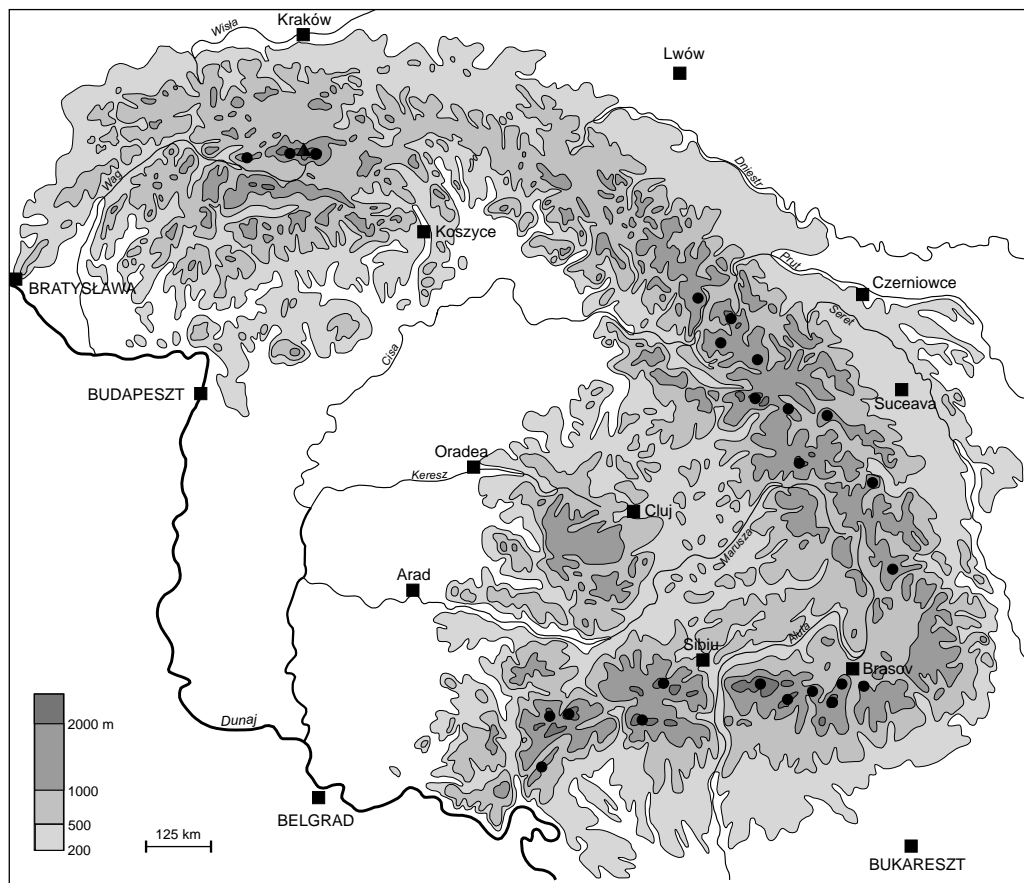 Kraków
Wisła
Lwów
Dniestr
Wag
Koszyce
BRATYSŁAWA
Prut
Czerniowce
Seret
Cisa
BUDAPESZT
Suceava
Oradea
Keresz
Cluj
Marusza
Arad
Aluta
Sibiu
Brasov
2000 m
Dunaj
1000
500
200
125 km
BELGRAD
BUKARESZT